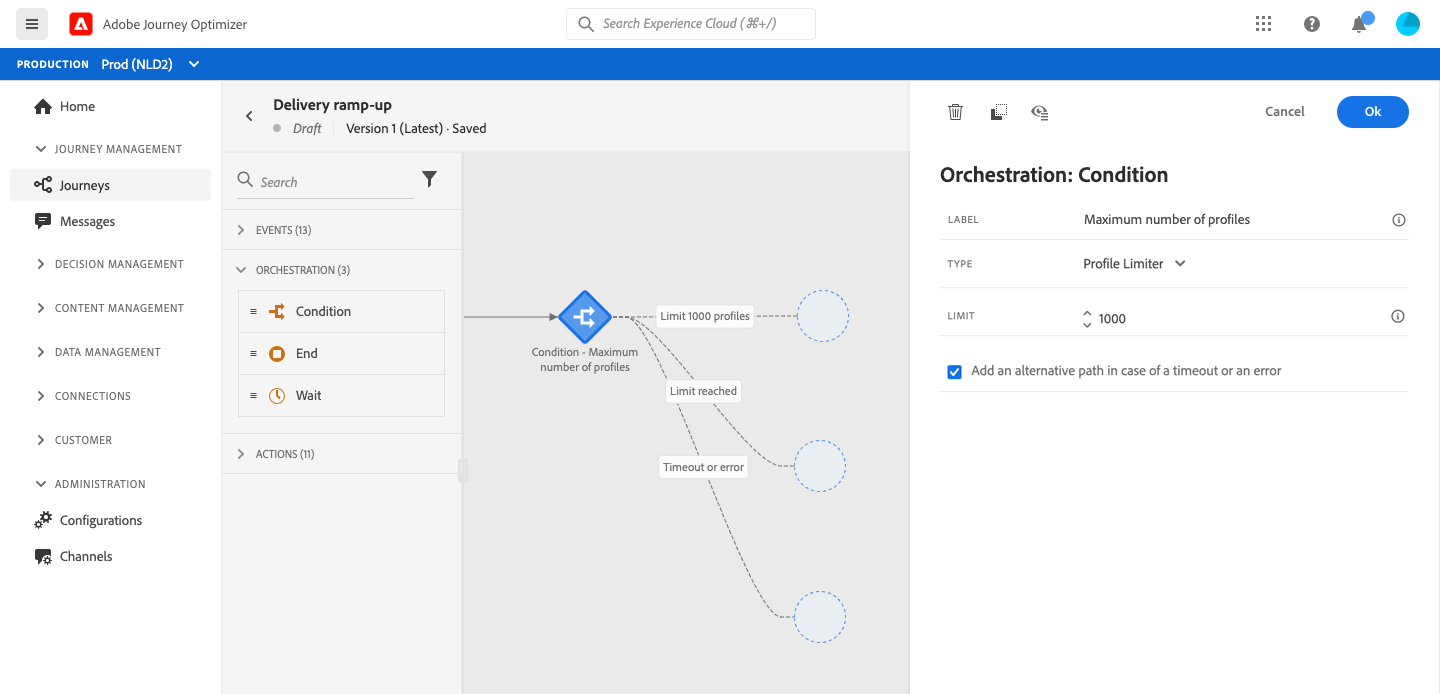 Adobe Journey Optimizer
Search Experience Cloud (⌘+/)
PRODUCTION Prod (NLD2)
Home
JOURNEY MANAGEMENT
Journeys
Messages
DECISION MANAGEMENT
CONTENT MANAGEMENT
DATA MANAGEMENT
CONNECTIONS
CUSTOMER
ADMINISTRATION
Configurations
Channels
Delivery ramp-up
Draft Version 1 (Latest) · Saved
Search
EVENTS (13)
ORCHESTRATION (3)
Condition
End
Wait
ACTIONS (11)
Condition - Maximum
number of profiles
Limit 1000 profiles
Limit reached
Timeout or error
Cancel Ok
Orchestration: Condition
LABEL Maximum number of profiles
TYPE Profile Limiter
LIMIT 1000
Add an alternative path in case of a timeout or an error